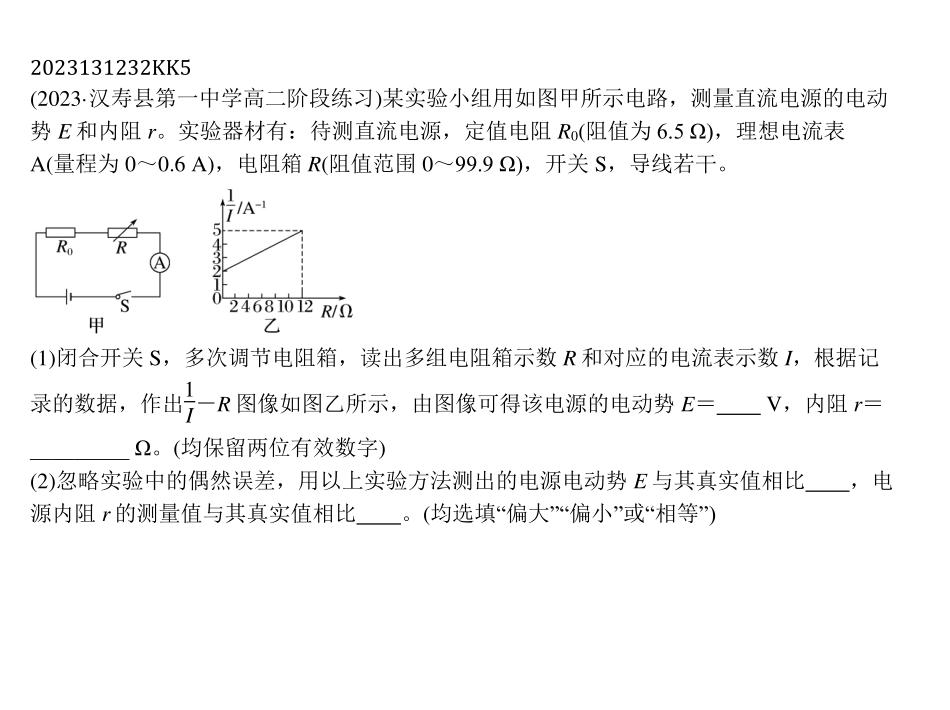 2023131232KK5
(2023·汉寿县第一中学高二阶段练习)某实验小组用如图甲所示电路，测量直流电源的电动
势 E 和内阻 r。实验器材有：待测直流电源，定值电阻 R₀(阻值为 6.5 Ω)，理想电流表
A(量程为 0～0.6 A)，电阻箱 R(阻值范围 0～99.9 Ω)，开关 S，导线若干。
R₀ R A S
甲
1/I /A⁻¹
5
4
3
2
1
0 2 4 6 8 10 12 R/Ω
乙
(1)闭合开关 S，多次调节电阻箱，读出多组电阻箱示数 R 和对应的电流表示数 I，根据记
录的数据，作出1/I－R 图像如图乙所示，由图像可得该电源的电动势 E＝____ V，内阻 r＝
_________ Ω。(均保留两位有效数字)
(2)忽略实验中的偶然误差，用以上实验方法测出的电源电动势 E 与其真实值相比____，电
源内阻 r 的测量值与其真实值相比____。(均选填“偏大”“偏小”或“相等”)